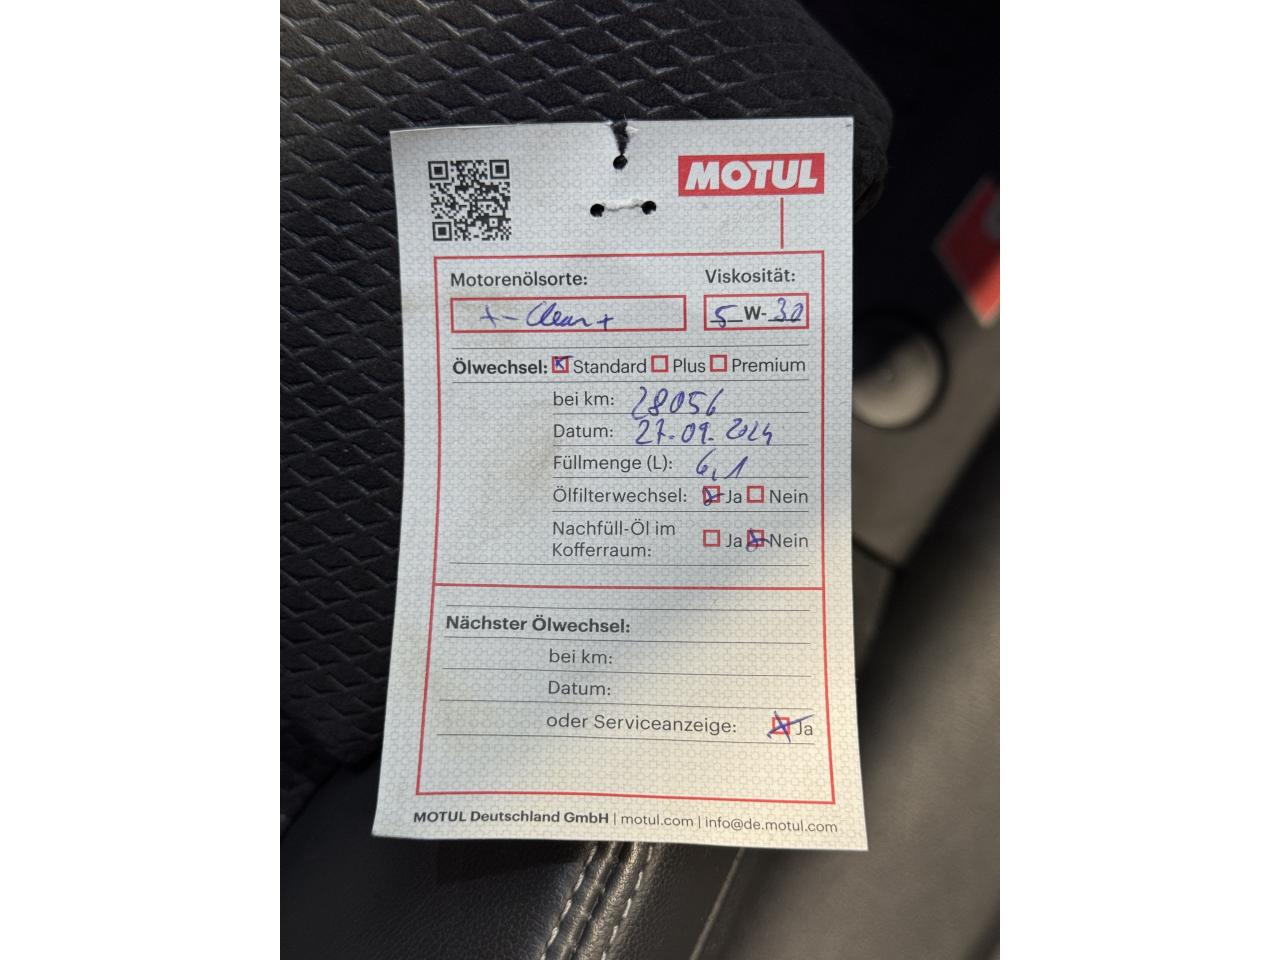 MOTUL
Motorenölsorte: Viskosität:
x-clean+ 5 W-30
Ölwechsel: Standard Plus Premium
bei km: 28056
Datum: 27.09.2024
Füllmenge (L): 6,1
Ölfilterwechsel: Ja Nein
Nachfüll-Öl im
Kofferraum: Ja Nein
Nächster Ölwechsel:
bei km:
Datum:
oder Serviceanzeige: Ja
MOTUL Deutschland GmbH | motul.com | info@de.motul.com